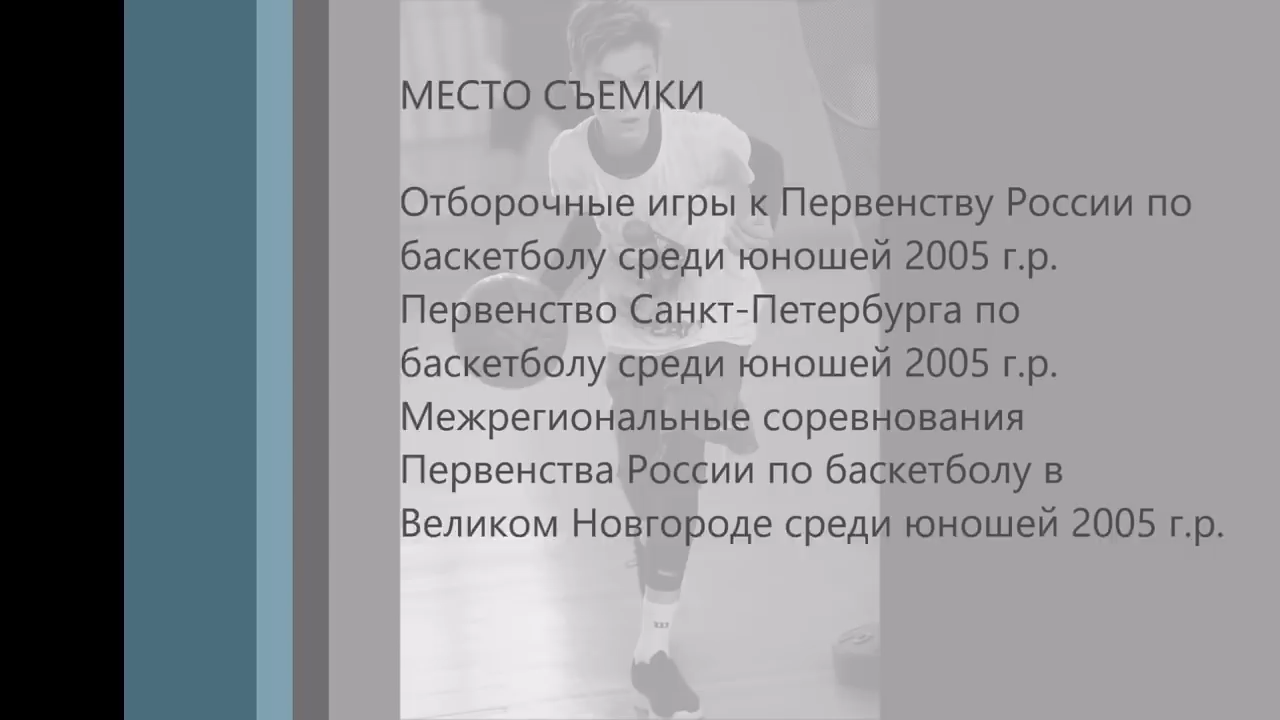 МЕСТО СЪЕМКИ
Отборочные игры к Первенству России по
баскетболу среди юношей 2005 г.р.
Первенство Санкт-Петербурга по
баскетболу среди юношей 2005 г.р.
Межрегиональные соревнования
Первенства России по баскетболу в
Великом Новгороде среди юношей 2005 г.р.